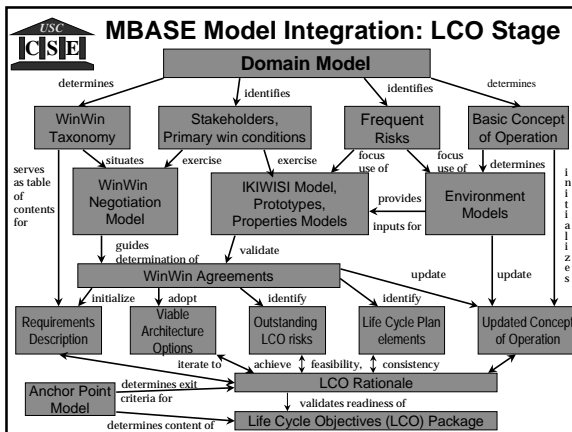 USC
C S E
MBASE Model Integration: LCO Stage
Domain Model
determines
identifies
identifies
determines
WinWin
Taxonomy
Stakeholders,
Primary win conditions
Frequent
Risks
Basic Concept
of Operation
serves
as table
of
contents
for
situates
exercise
exercise
focus
use of
focus
use of
determines
initializes
WinWin
Negotiation
Model
IKIWISI Model,
Prototypes,
Properties Models
provides
inputs for
Environment
Models
guides
determination of
validate
WinWin Agreements
update
update
initialize
adopt
identify
identify
Requirements
Description
Viable
Architecture
Options
Outstanding
LCO risks
Life Cycle Plan
elements
Updated Concept
of Operation
iterate to
achieve
feasibility,
consistency
LCO Rationale
Anchor Point
Model
determines exit
criteria for
validates readiness of
determines content of
Life Cycle Objectives (LCO) Package